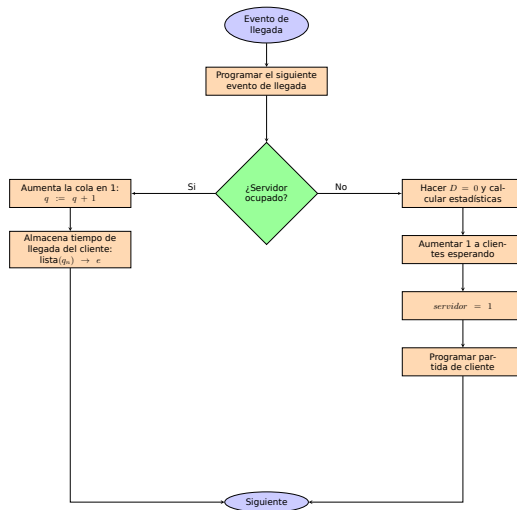 Evento de
llegada
Programar el siguiente
evento de llegada
¿Servidor
ocupado?
Si
No
Aumenta la cola en 1:
q := q + 1
Almacena tiempo de
llegada del cliente:
lista(qₙ) → e
Hacer D = 0 y cal-
cular estadísticas
Aumentar 1 a clien-
tes esperando
servidor = 1
Programar par-
tida de cliente
Siguiente